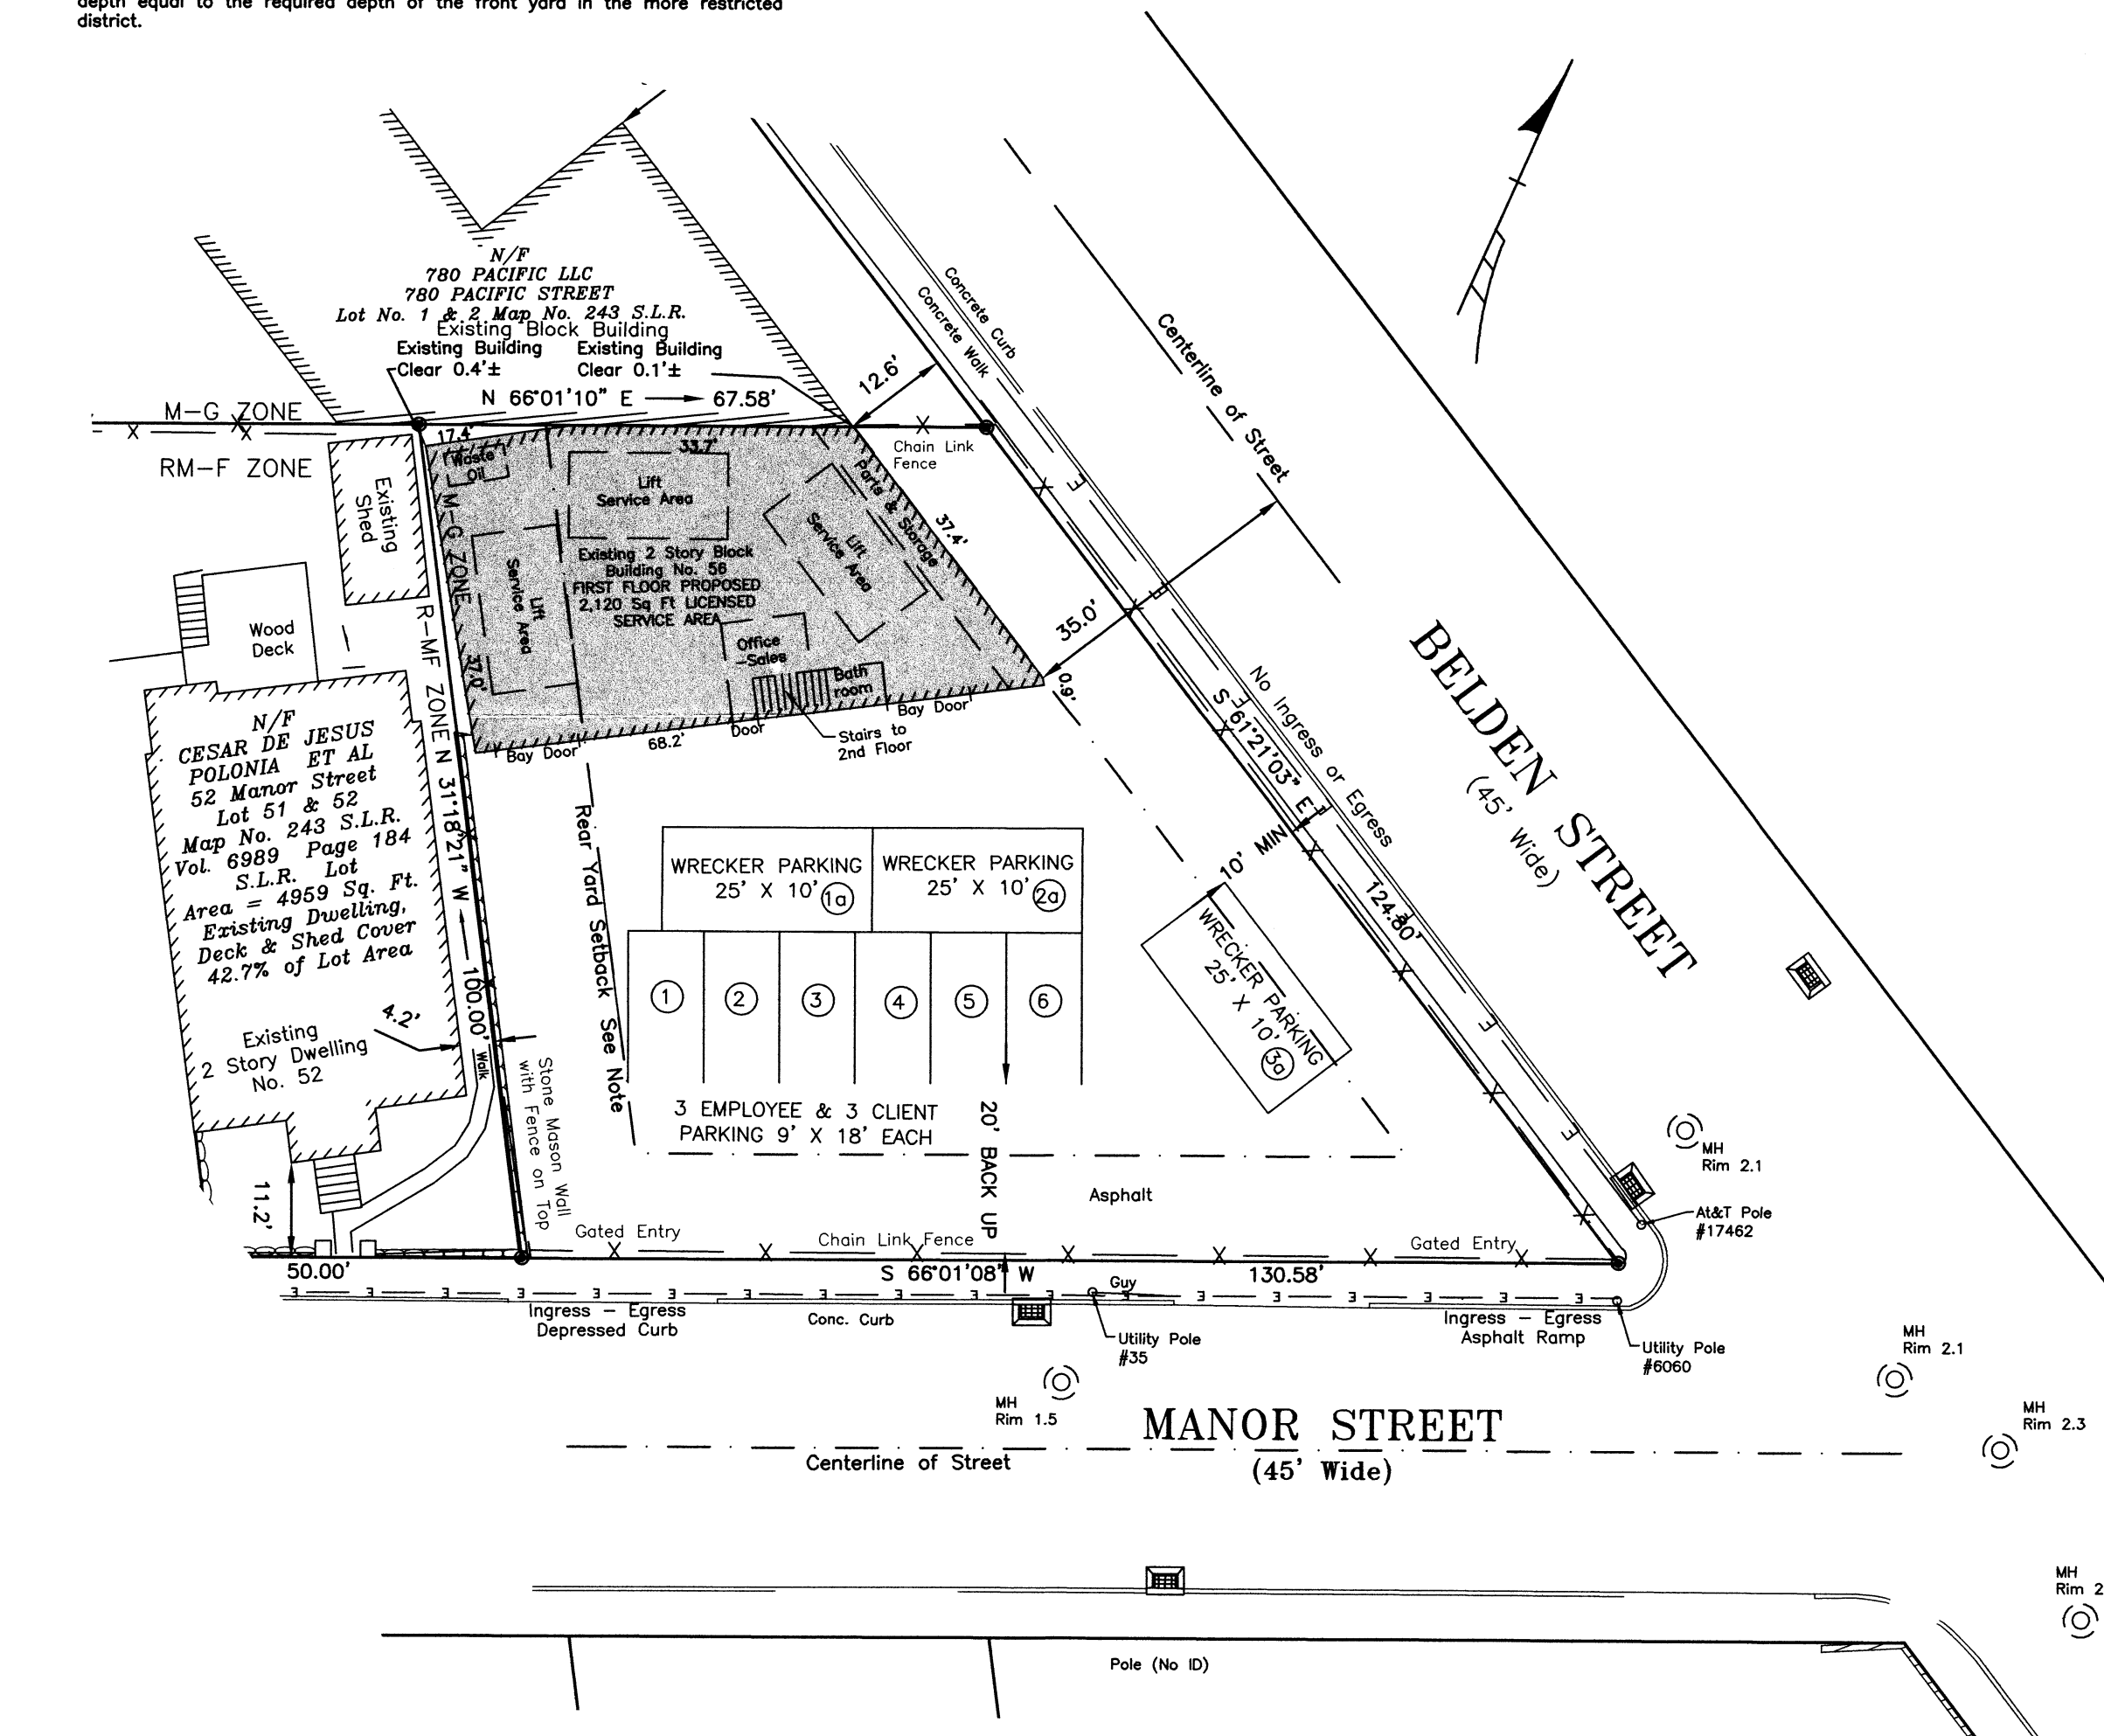 depth equal to the required depth of the front yard in the more restricted
district.
N/F
780 PACIFIC LLC
780 PACIFIC STREET
Lot No. 1 & 2 Map No. 243 S.L.R.
Existing Block Building
Existing Building
Clear 0.4'±
Existing Building
Clear 0.1'±
N 66°01'10" E
67.58'
M-G ZONE
RM-F ZONE
12.6'
Concrete Curb
Concrete Walk
Centerline of Street
Chain Link
Fence
17.4'
33.7'
Waste
Oil
Lift
Service Area
Lift
Service Area
Parts & Storage
37.4'
Existing
Shed
M-G ZONE
R-MF ZONE
Lift
Service Area
Existing 2 Story Block
Building No. 56
FIRST FLOOR PROPOSED
2,120 Sq Ft LICENSED
SERVICE AREA
Office
-Sales
Bath
room
37.0'
Wood
Deck
35.0'
0.9'
Bay Door
68.2'
Door
Bay Door
Stairs to
2nd Floor
N/F
CESAR DE JESUS
POLONIA ET AL
52 Manor Street
Lot 51 & 52
Map No. 243 S.L.R.
Vol. 6989 Page 184
S.L.R. Lot
Area = 4959 Sq. Ft.
Existing Dwelling,
Deck & Shed Cover
42.7% of Lot Area
Existing
2 Story Dwelling
No. 52
4.2'
N 31°18'21" W
100.00'
Walk
Stone Mason Wall
with Fence on Top
11.2'
Rear Yard Setback See Note
WRECKER PARKING
25' X 10' 1a
WRECKER PARKING
25' X 10' 2a
1
2
3
4
5
6
3 EMPLOYEE & 3 CLIENT
PARKING 9' X 18' EACH
20' BACK UP
WRECKER PARKING
25' X 10'
3a
10' MIN
S 61°21'03" E
124.80'
No Ingress or Egress
BELDEN STREET
(45' Wide)
MH
Rim 2.1
At&T Pole
#17462
Asphalt
Gated Entry
Chain Link Fence
Gated Entry
50.00'
S 66°01'08" W
130.58'
Guy
Ingress - Egress
Depressed Curb
Conc. Curb
Utility Pole
#35
Ingress - Egress
Asphalt Ramp
Utility Pole
#6060
MH
Rim 2.1
MH
Rim 1.5
MANOR STREET
(45' Wide)
Centerline of Street
MH
Rim 2.3
MH
Rim 2
Pole (No ID)